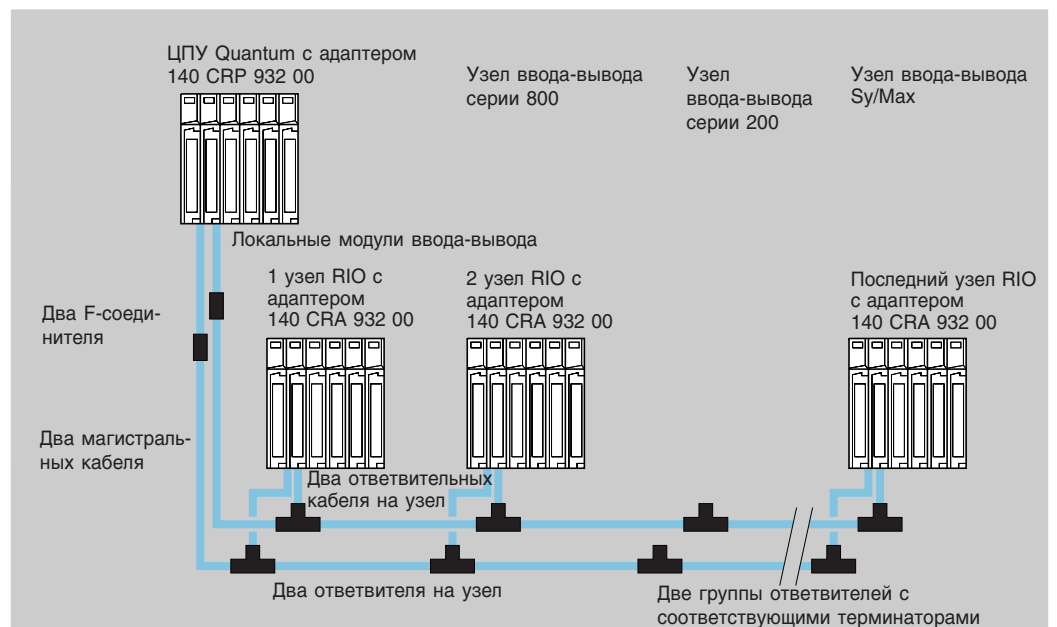 ЦПУ Quantum с адаптером
140 CRP 932 00
Узел ввода-вывода
серии 800
Узел
ввода-вывода
серии 200
Узел ввода-вывода
Sy/Max
Локальные модули ввода-вывода
1 узел RIO с
адаптером
140 CRA 932 00
2 узел RIO с
адаптером
140 CRA 932 00
Последний узел RIO
с адаптером
140 CRA 932 00
Два F-соеди-
нителя
Два магистраль-
ных кабеля
Два ответвительных
кабеля на узел
Два ответвителя на узел
Две группы ответвителей с
соответствующими терминаторами